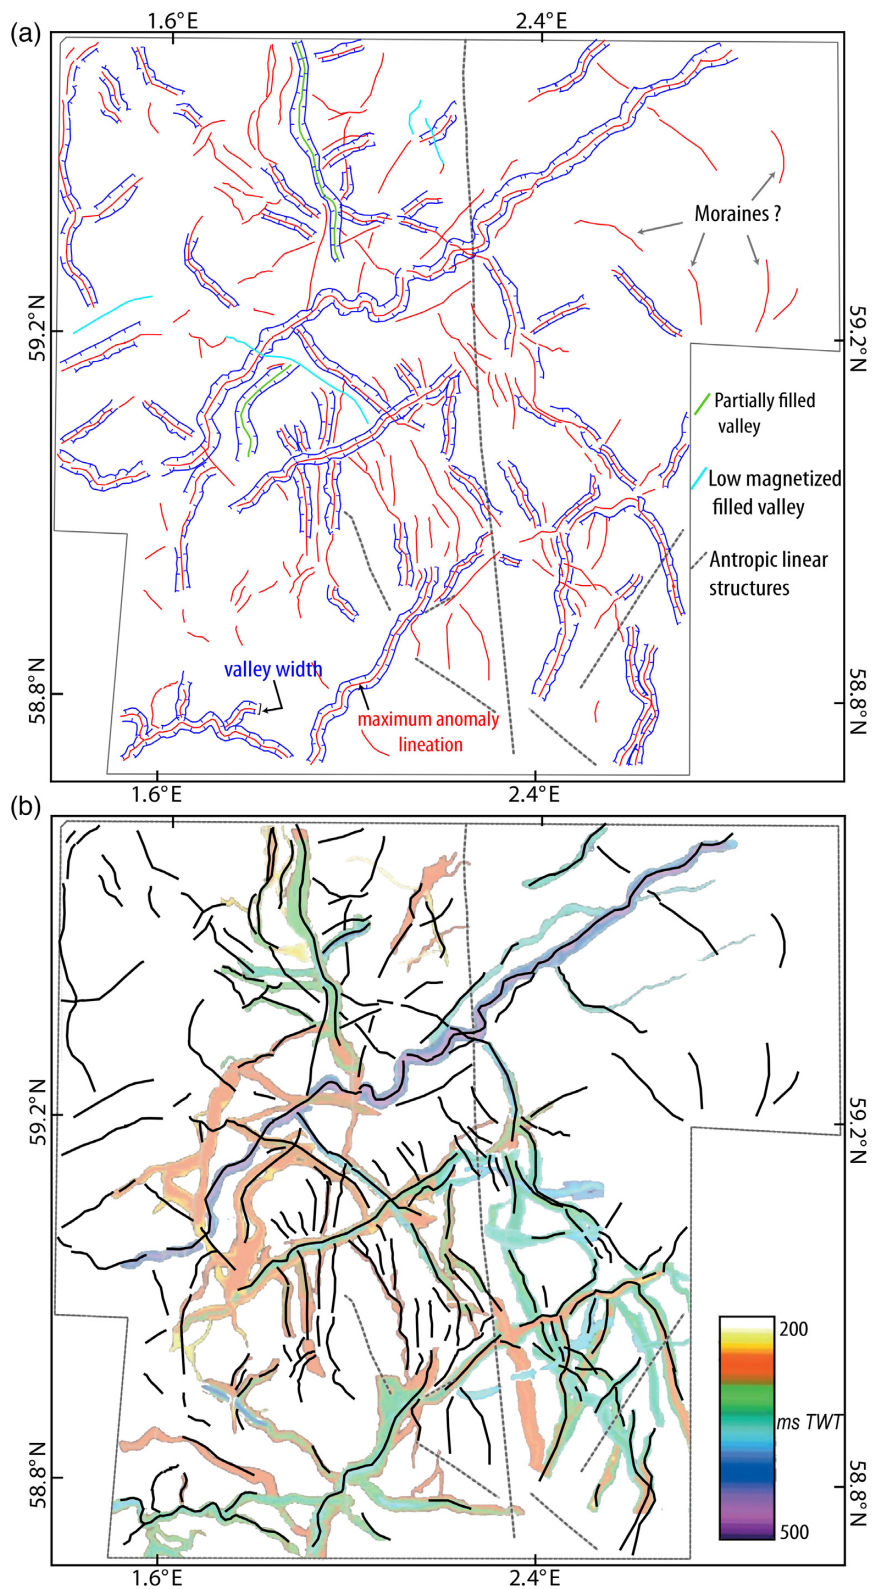 (a)
1.6°E 2.4°E
59.2°N
59.2°N
Moraines ?
Partially filled
valley
Low magnetized
filled valley
Antropic linear
structures
58.8°N
58.8°N
valley width
maximum anomaly
lineation
1.6°E 2.4°E
(b)
59.2°N
59.2°N
200
ms TWT
500
58.8°N
58.8°N
1.6°E 2.4°E